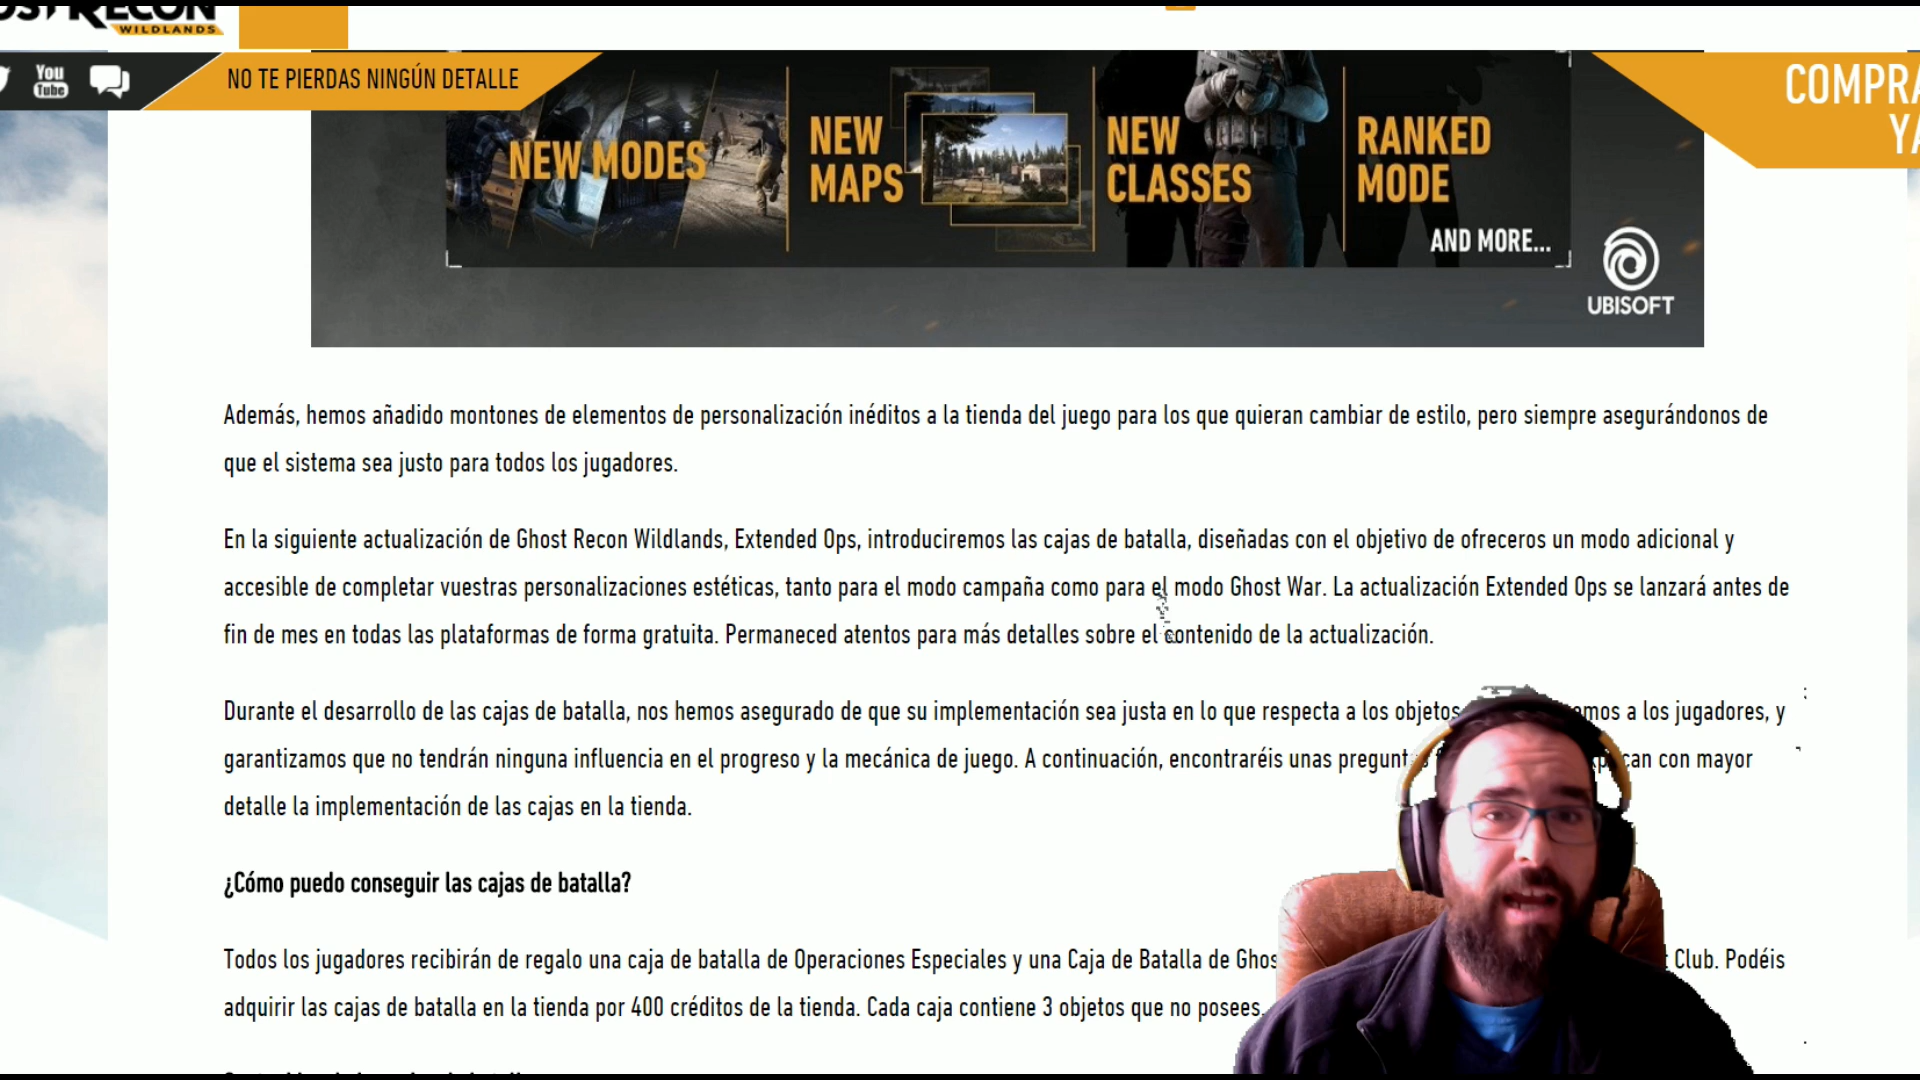 RECON
WILDLANDS
You
Tube
NO TE PIERDAS NINGÚN DETALLE
NEW MODES
NEW
MAPS
NEW
CLASSES
RANKED
MODE
AND MORE...
UBISOFT
Además, hemos añadido montones de elementos de personalización inéditos a la tienda del juego para los que quieran cambiar de estilo, pero siempre asegurándonos de
que el sistema sea justo para todos los jugadores.
En la siguiente actualización de Ghost Recon Wildlands, Extended Ops, introduciremos las cajas de batalla, diseñadas con el objetivo de ofreceros un modo adicional y
accesible de completar vuestras personalizaciones estéticas, tanto para el modo campaña como para el modo Ghost War. La actualización Extended Ops se lanzará antes de
fin de mes en todas las plataformas de forma gratuita. Permaneced atentos para más detalles sobre el contenido de la actualización.
Durante el desarrollo de las cajas de batalla, nos hemos asegurado de que su implementación sea justa en lo que respecta a los objetos a los jugadores, y
garantizamos que no tendrán ninguna influencia en el progreso y la mecánica de juego. A continuación, encontraréis unas con mayor
detalle la implementación de las cajas en la tienda.
¿Cómo puedo conseguir las cajas de batalla?
Todos los jugadores recibirán de regalo una caja de batalla de Operaciones Especiales y una Caja de Batalla de Club. Podéis
adquirir las cajas de batalla en la tienda por 400 créditos de la tienda. Cada caja contiene 3 objetos que no posees.